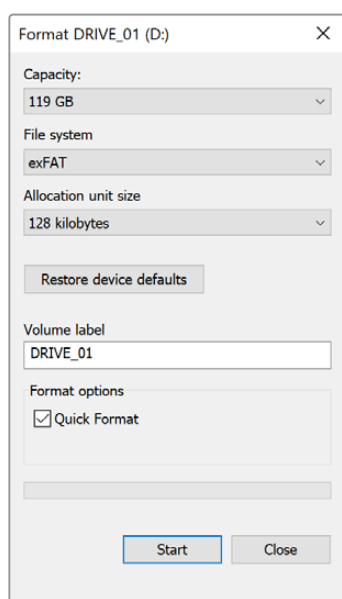 Format DRIVE_01 (D:)
Capacity:
119 GB
File system
exFAT
Allocation unit size
128 kilobytes
Restore device defaults
Volume label
DRIVE_01
Format options
Quick Format
Start Close